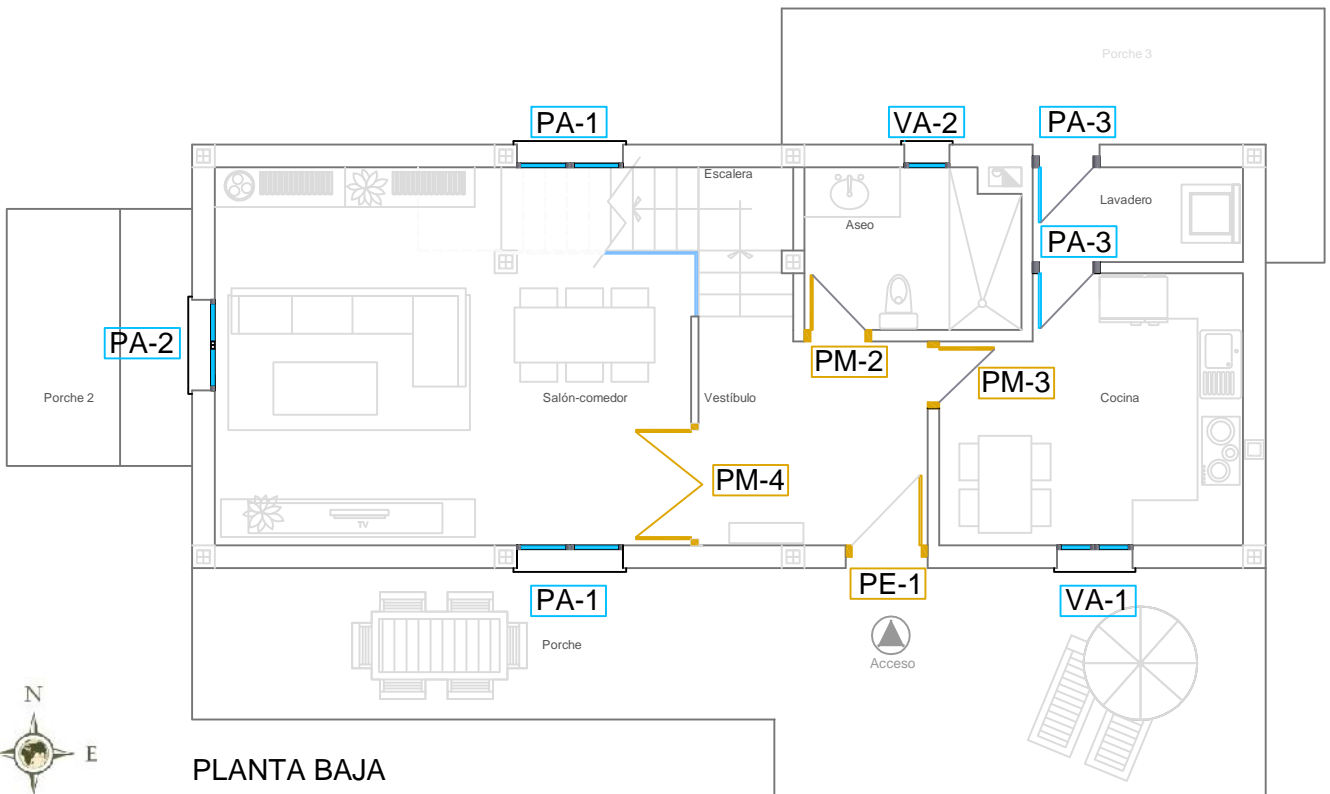 Porche 3
PA-1
VA-2
PA-3
Escalera
Lavadero
Aseo
PA-3
PA-2
PM-2
PM-3
Porche 2
Salón-comedor
Vestíbulo
Cocina
PM-4
TV
PE-1
PA-1
VA-1
Porche
Acceso
N
E
PLANTA BAJA